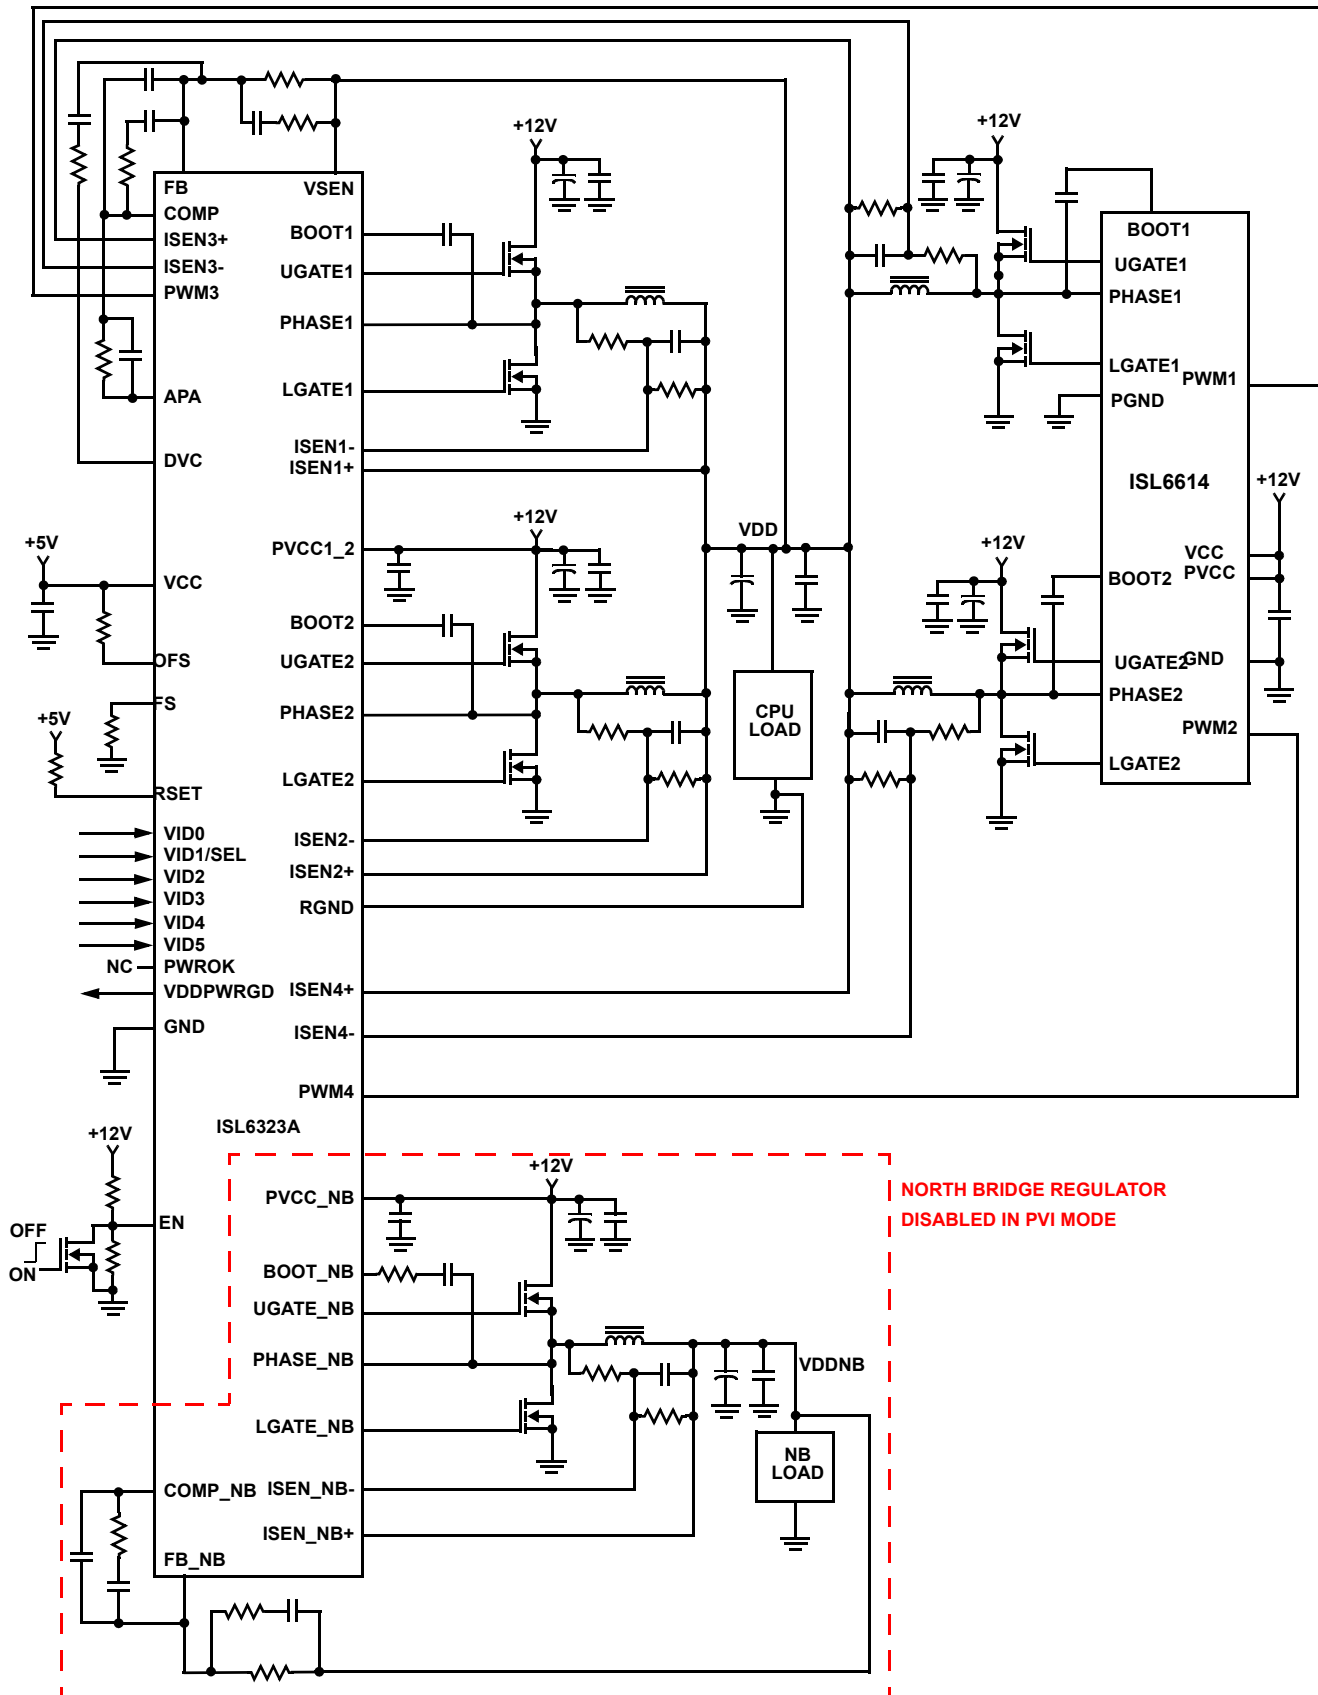 +12V
+12V
FB
VSEN
COMP
ISEN3+
ISEN3-
PWM3
APA
DVC
BOOT1
UGATE1
PHASE1
LGATE1
ISEN1-
ISEN1+
BOOT1
UGATE1
PHASE1
LGATE1
PWM1
PGND
ISL6614
+12V
+5V
VCC
OFS
FS
+5V
RSET
PVCC1_2
+12V
BOOT2
UGATE2
PHASE2
LGATE2
ISEN2-
ISEN2+
RGND
VDD
CPU
LOAD
+12V
VCC
PVCC
BOOT2
UGATE2
GND
PHASE2
PWM2
LGATE2
VID0
VID1/SEL
VID2
VID3
VID4
VID5
NC
PWROK
VDDPWRGD
GND
ISEN4+
ISEN4-
PWM4
ISL6323A
+12V
EN
OFF
ON
+12V
PVCC_NB
BOOT_NB
UGATE_NB
PHASE_NB
LGATE_NB
ISEN_NB-
ISEN_NB+
COMP_NB
FB_NB
VDDNB
NB
LOAD
NORTH BRIDGE REGULATOR
DISABLED IN PVI MODE